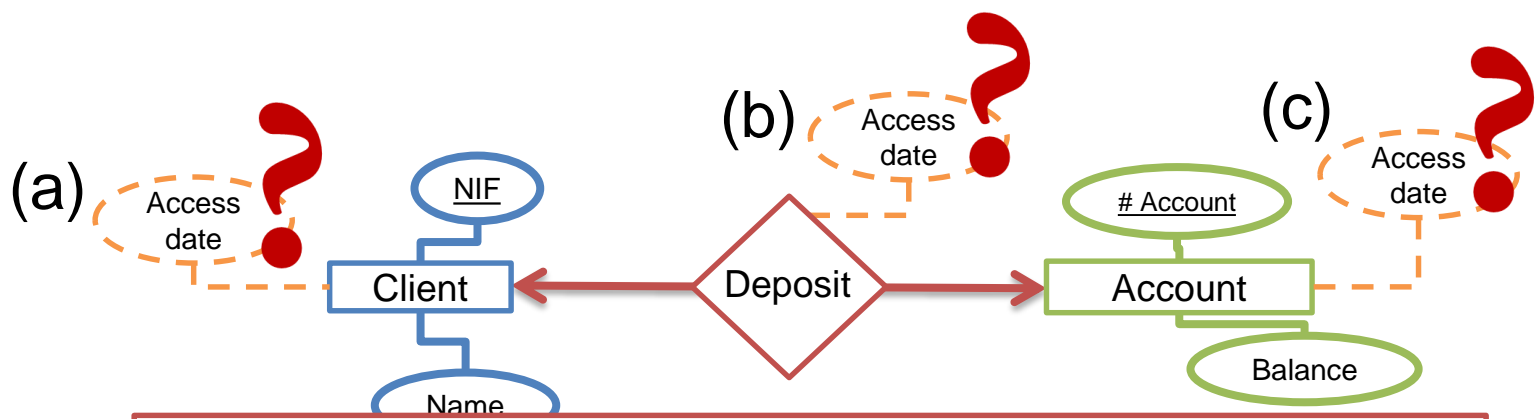 (a)
Access
date
NIF
Client
Name
(b)
Access
date
Deposit
(c)
Access
date
# Account
Account
Balance